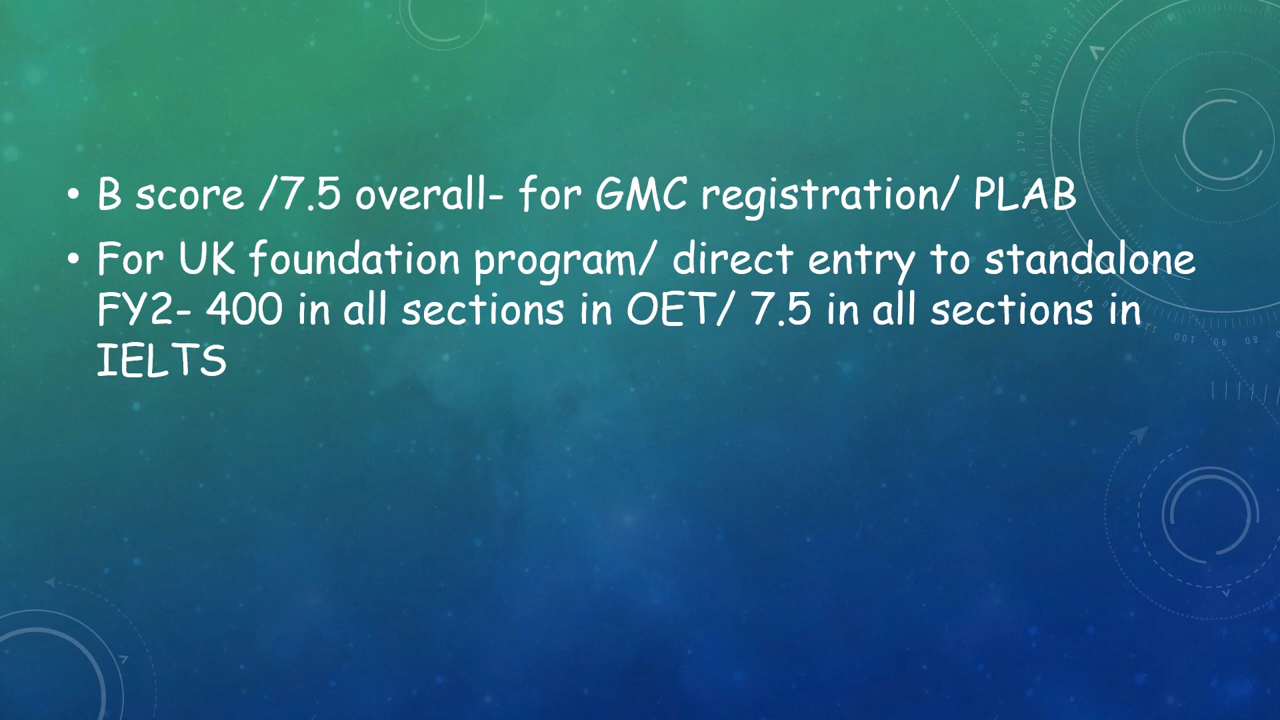 • B score /7.5 overall- for GMC registration/ PLAB
• For UK foundation program/ direct entry to standalone
FY2- 400 in all sections in OET/ 7.5 in all sections in
IELTS